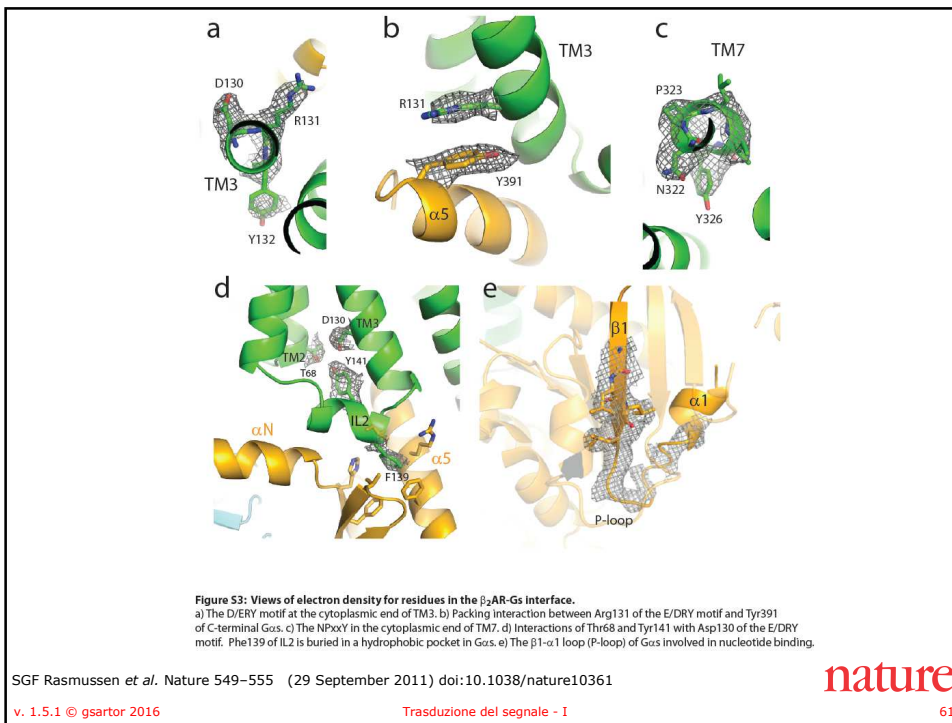 a
b
c
TM3
TM7
D130
R131
R131
P323
TM3
Y391
N322
α5
Y326
Y132
d
e
D130
TM3
β1
TM2
Y141
T68
α1
IL2
αN
α5
F139
P-loop
Figure S3: Views of electron density for residues in the β₂AR-Gs interface.
a) The D/ERY motif at the cytoplasmic end of TM3. b) Packing interaction between Arg131 of the E/DRY motif and Tyr391
of C-terminal Gαs. c) The NPxxY in the cytoplasmic end of TM7. d) Interactions of Thr68 and Tyr141 with Asp130 of the E/DRY
motif. Phe139 of IL2 is buried in a hydrophobic pocket in Gαs. e) The β1-α1 loop (P-loop) of Gαs involved in nucleotide binding.
SGF Rasmussen et al. Nature 549–555 (29 September 2011) doi:10.1038/nature10361
nature
v. 1.5.1 © gsartor 2016 Trasduzione del segnale - I 61